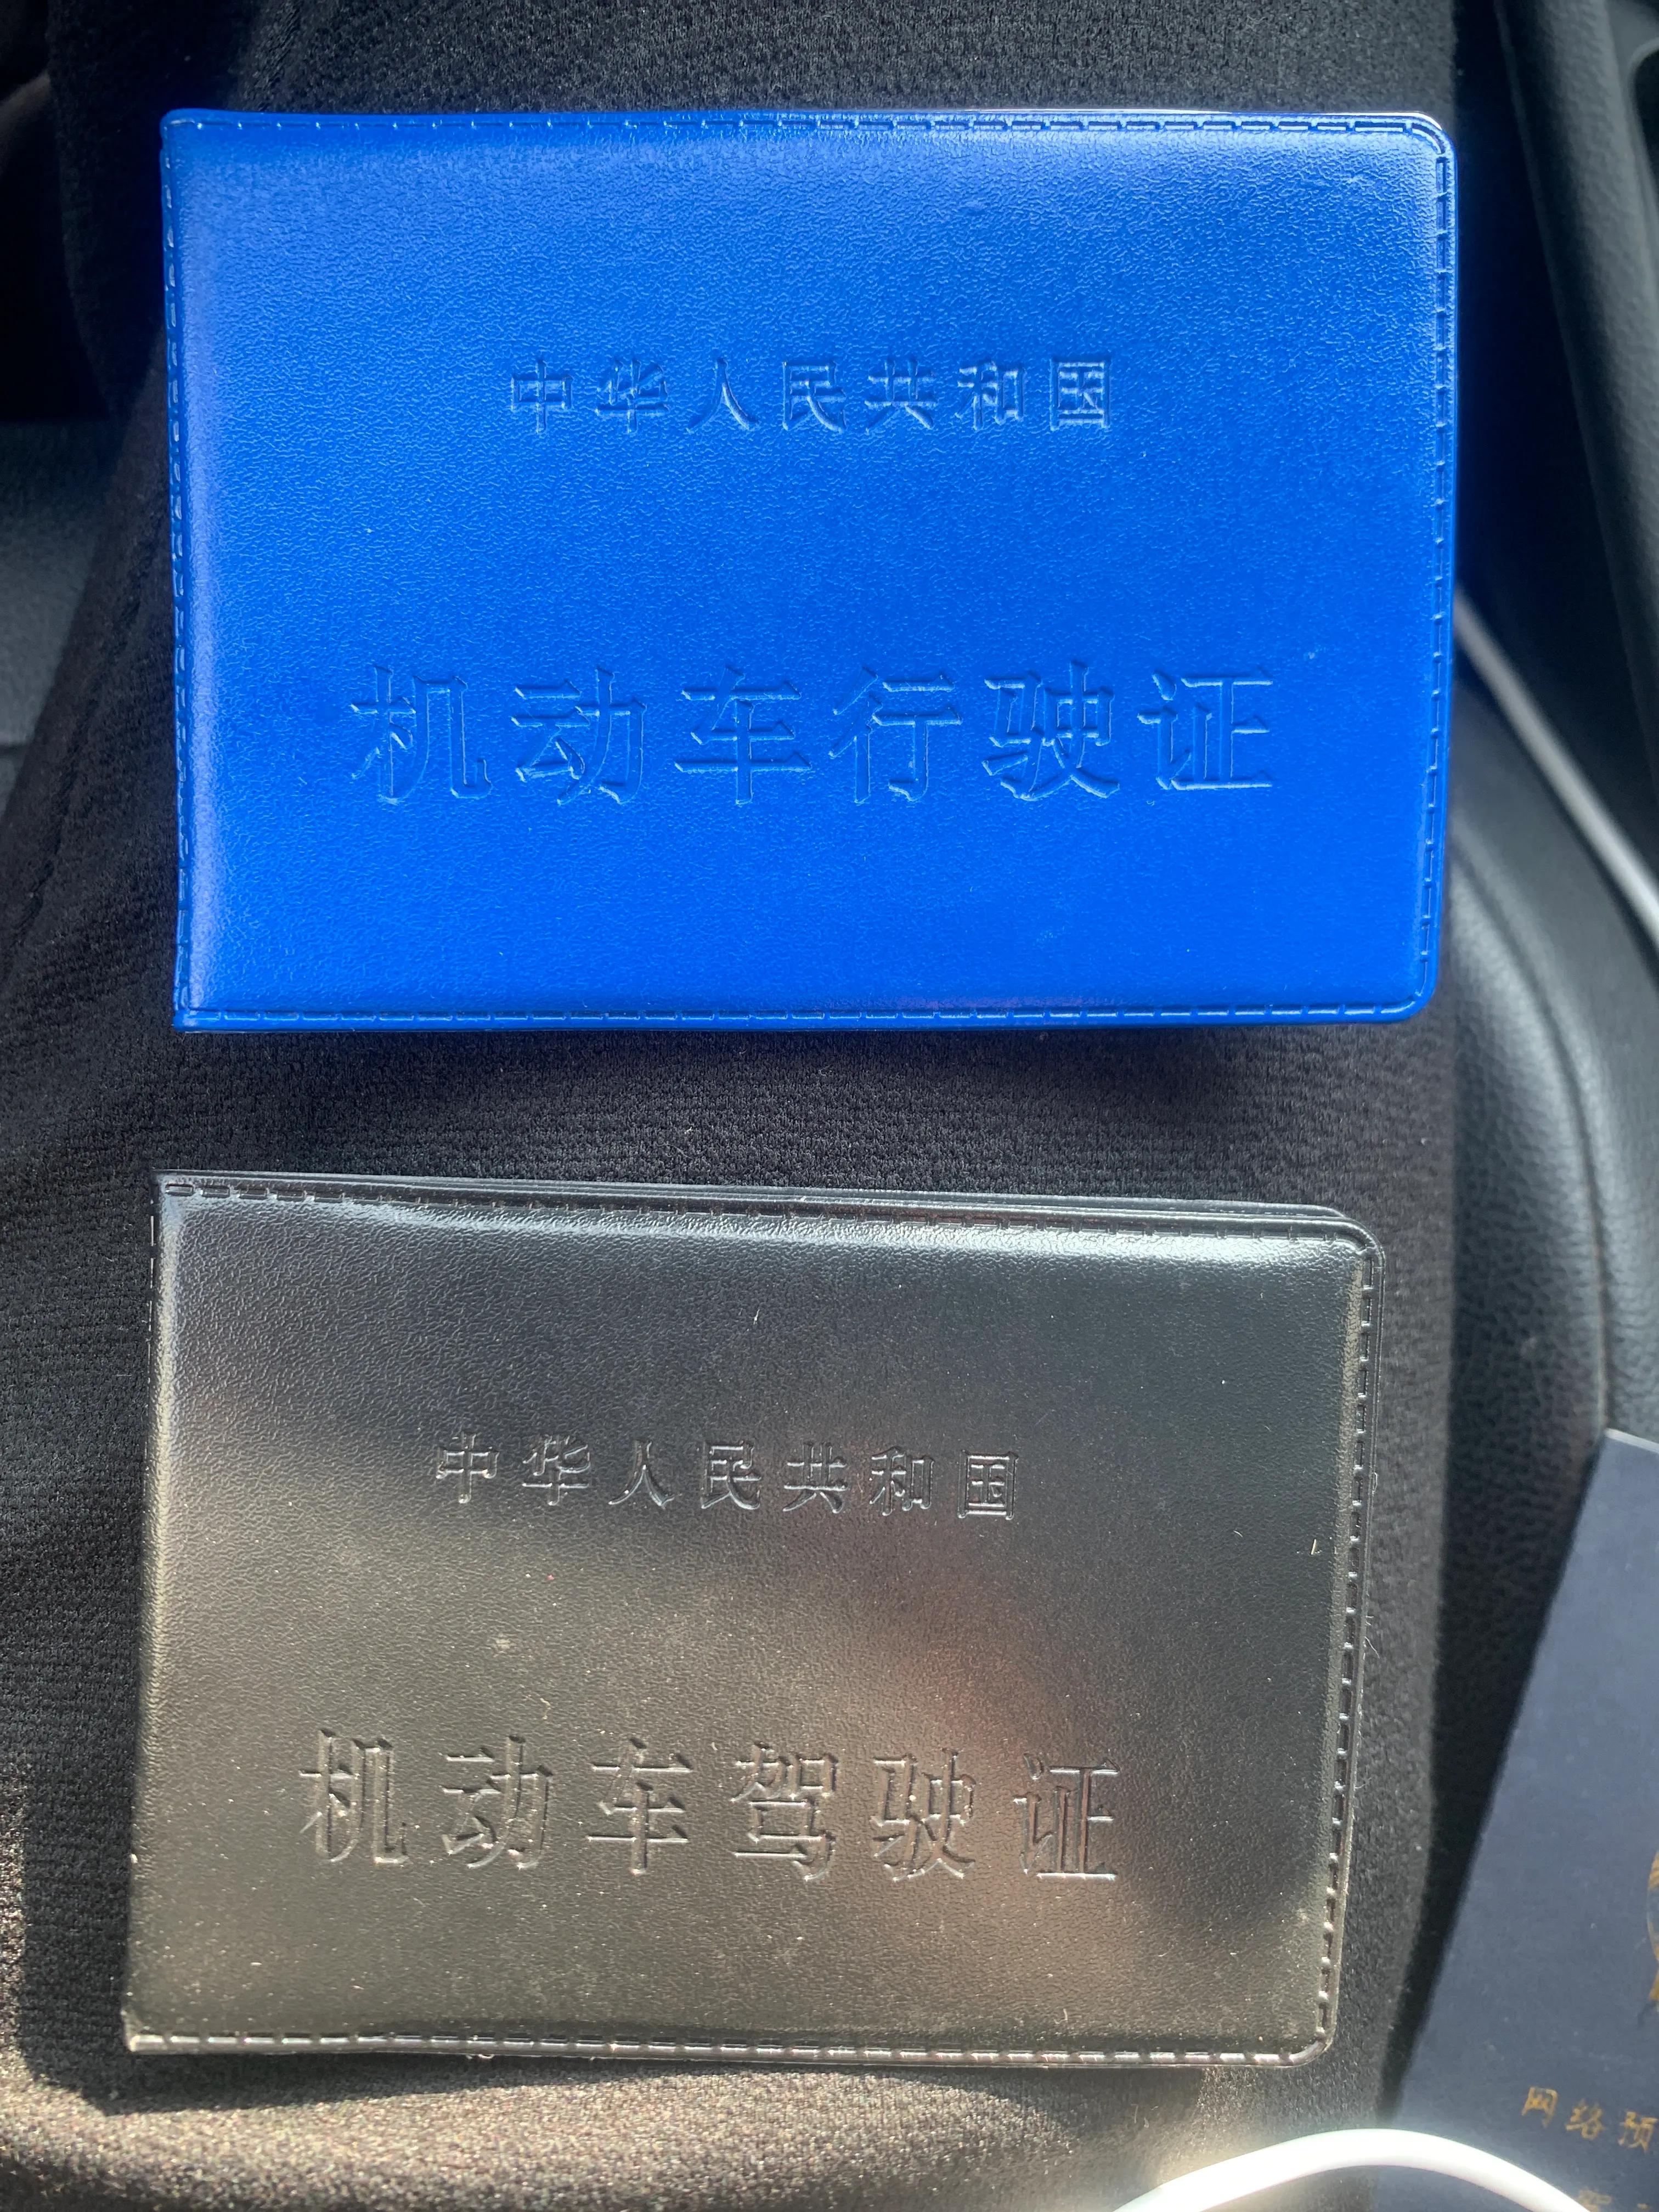 中华人民共和国
机动车行驶证
中华人民共和国
机动车驾驶证
网络预